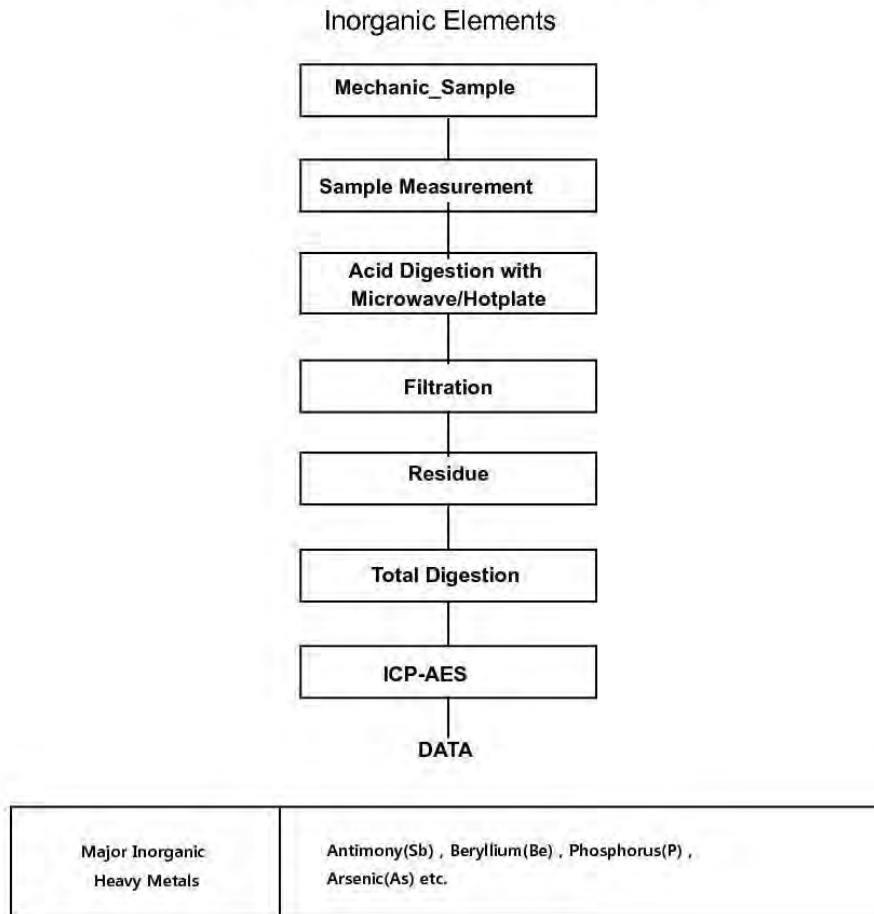 Inorganic Elements
Mechanic_Sample
Sample Measurement
Acid Digestion with
Microwave/Hotplate
Filtration
Residue
Total Digestion
ICP-AES
DATA
Major Inorganic
Heavy Metals
Antimony(Sb) , Beryllium(Be) , Phosphorus(P) ,
Arsenic(As) etc.